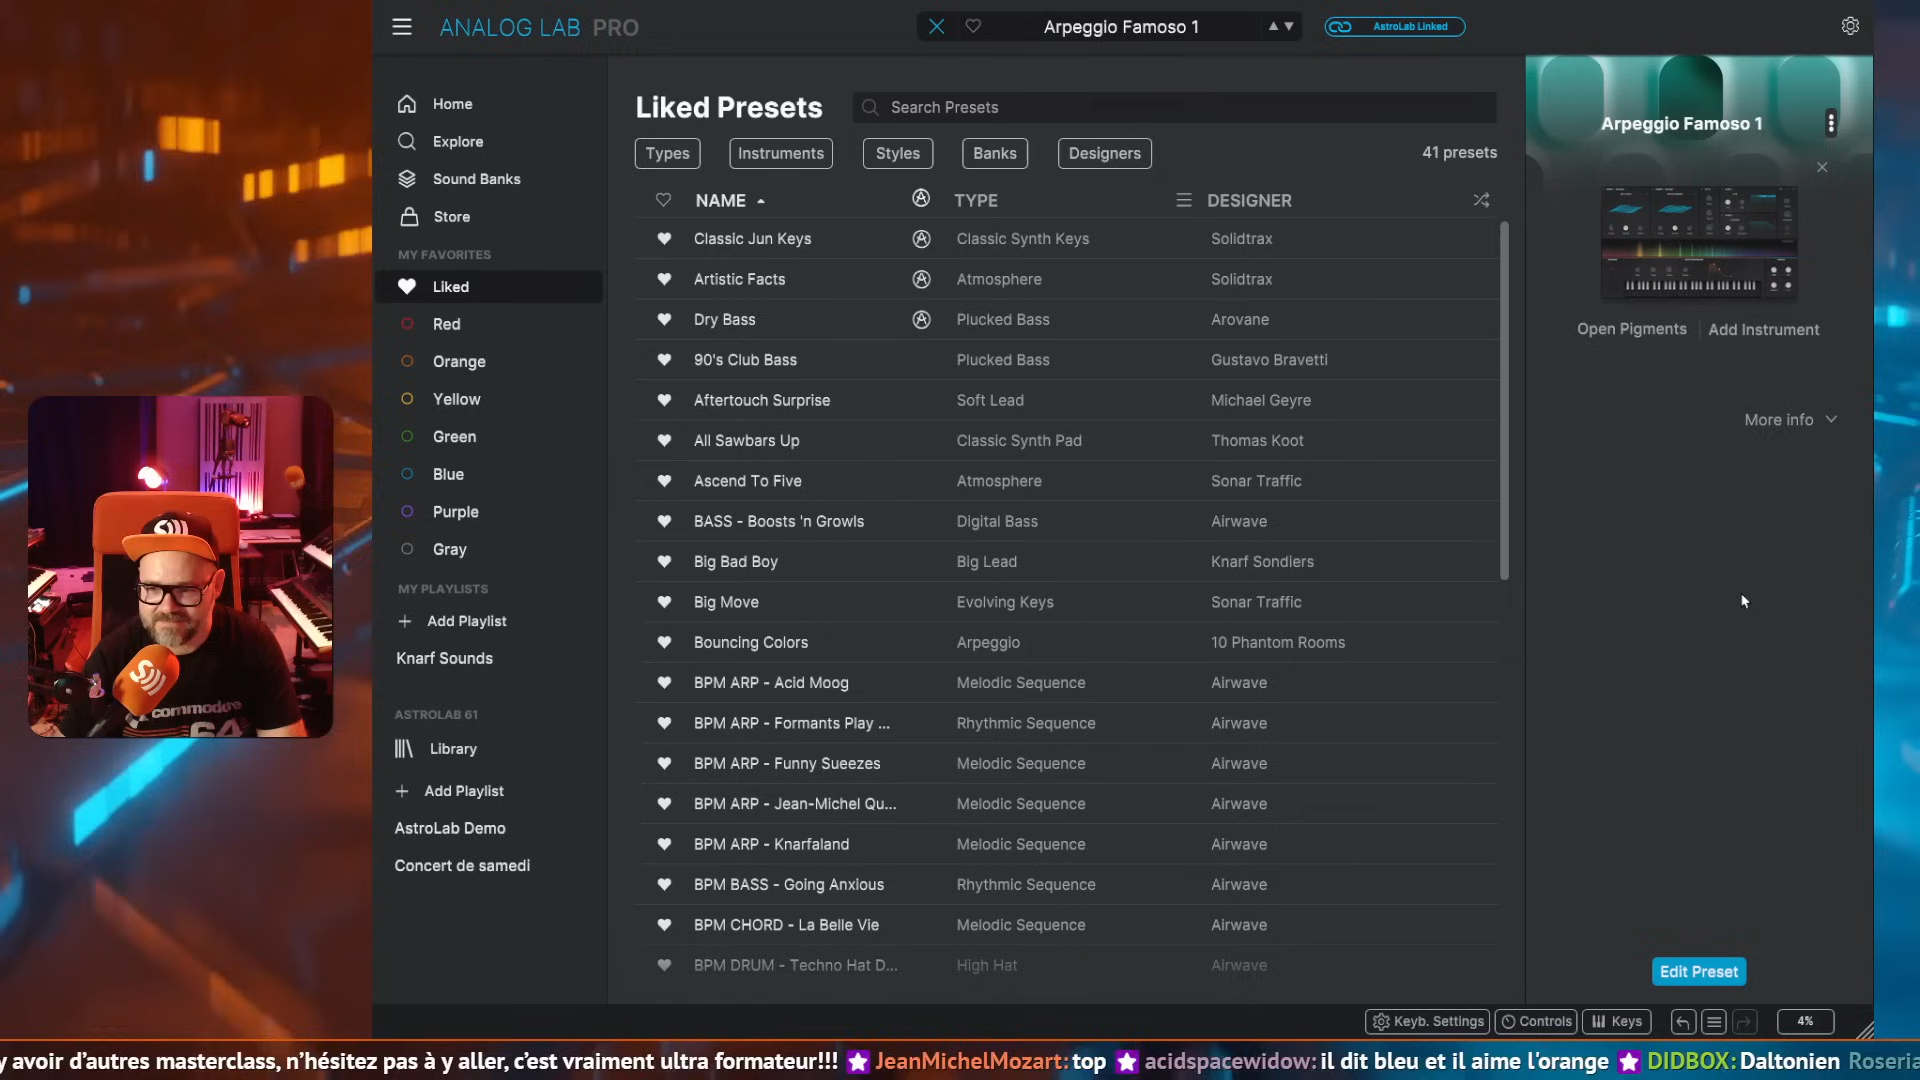 ANALOG LAB PRO
Arpeggio Famoso 1
AstroLab Linked
Home
Explore
Sound Banks
Store
MY FAVORITES
Liked
Red
Orange
Yellow
Green
Blue
Purple
Gray
MY PLAYLISTS
Add Playlist
Knarf Sounds
ASTROLAB 61
Library
Add Playlist
AstroLab Demo
Concert de samedi
Liked Presets
Search Presets
Types Instruments Styles Banks Designers 41 presets
NAME TYPE DESIGNER
Classic Jun Keys Classic Synth Keys Solidtrax
Artistic Facts Atmosphere Solidtrax
Dry Bass Plucked Bass Arovane
90's Club Bass Plucked Bass Gustavo Bravetti
Aftertouch Surprise Soft Lead Michael Geyre
All Sawbars Up Classic Synth Pad Thomas Koot
Ascend To Five Atmosphere Sonar Traffic
BASS - Boosts 'n Growls Digital Bass Airwave
Big Bad Boy Big Lead Knarf Sondiers
Big Move Evolving Keys Sonar Traffic
Bouncing Colors Arpeggio 10 Phantom Rooms
BPM ARP - Acid Moog Melodic Sequence Airwave
BPM ARP - Formants Play ... Rhythmic Sequence Airwave
BPM ARP - Funny Sueezes Melodic Sequence Airwave
BPM ARP - Jean-Michel Qu... Melodic Sequence Airwave
BPM ARP - Knarfaland Melodic Sequence Airwave
BPM BASS - Going Anxious Rhythmic Sequence Airwave
BPM CHORD - La Belle Vie Melodic Sequence Airwave
BPM DRUM - Techno Hat D... High Hat Airwave
Arpeggio Famoso 1
Open Pigments Add Instrument
More info
Edit Preset
Keyb. Settings Controls Keys 4%
commodore
64
y avoir d'autres masterclass, n'hésitez pas à y aller, c'est vraiment ultra formateur!!! JeanMichelMozart: top acidspacewidow: il dit bleu et il aime l'orange DIDBOX: Daltonien Roseria